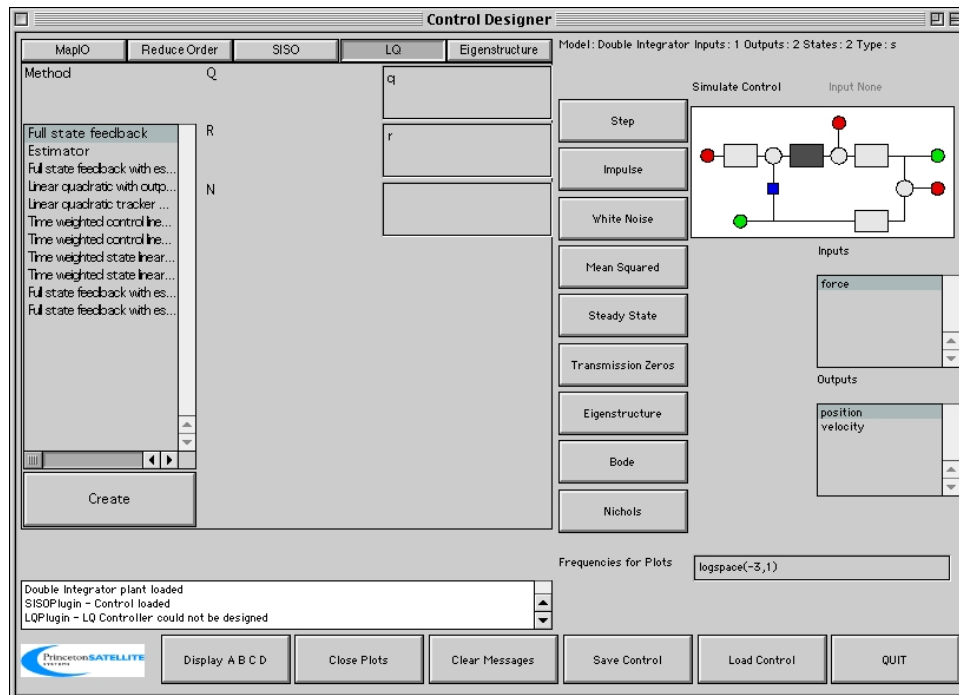 Control Designer
MapIO
Reduce Order
SISO
LQ
Eigenstructure
Model: Double Integrator Inputs: 1 Outputs: 2 States: 2 Type: s
Method
Q
q
R
r
N
Full state feedback
Estimator
Full state feedback with es...
Linear quadratic with outp...
Linear quadratic tracker ...
Time weighted control line...
Time weighted control line...
Time weighted state linear...
Time weighted state linear...
Full state feedback with es...
Full state feedback with es...
Create
Step
Impulse
White Noise
Mean Squared
Steady State
Transmission Zeros
Eigenstructure
Bode
Nichols
Simulate Control
Input None
Inputs
force
Outputs
position
velocity
Frequencies for Plots
logspace(-3,1)
Double Integrator plant loaded
SISOPlugin - Control loaded
LQPlugin - LQ Controller could not be designed
PrincetonSATELLITE
SYSTEMS
Display A B C D
Close Plots
Clear Messages
Save Control
Load Control
QUIT